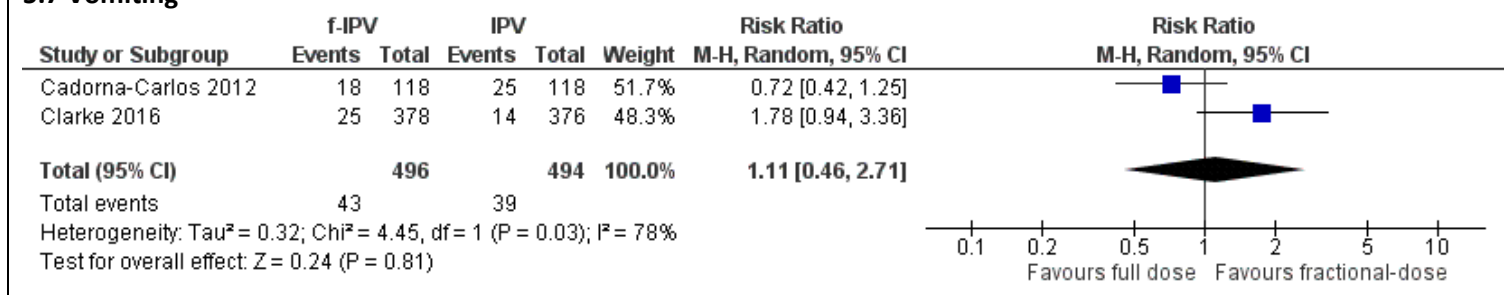 5.7 Vomiting
f-IPV IPV Risk Ratio Risk Ratio
Study or Subgroup Events Total Events Total Weight M-H, Random, 95% CI M-H, Random, 95% CI
Cadorna-Carlos 2012 18 118 25 118 51.7% 0.72 [0.42, 1.25]
Clarke 2016 25 378 14 376 48.3% 1.78 [0.94, 3.36]
Total (95% CI) 496 494 100.0% 1.11 [0.46, 2.71]
Total events 43 39
Heterogeneity: Tau² = 0.32; Chi² = 4.45, df = 1 (P = 0.03); I² = 78%
Test for overall effect: Z = 0.24 (P = 0.81)
0.1 0.2 0.5 1 2 5 10
Favours full dose Favours fractional-dose